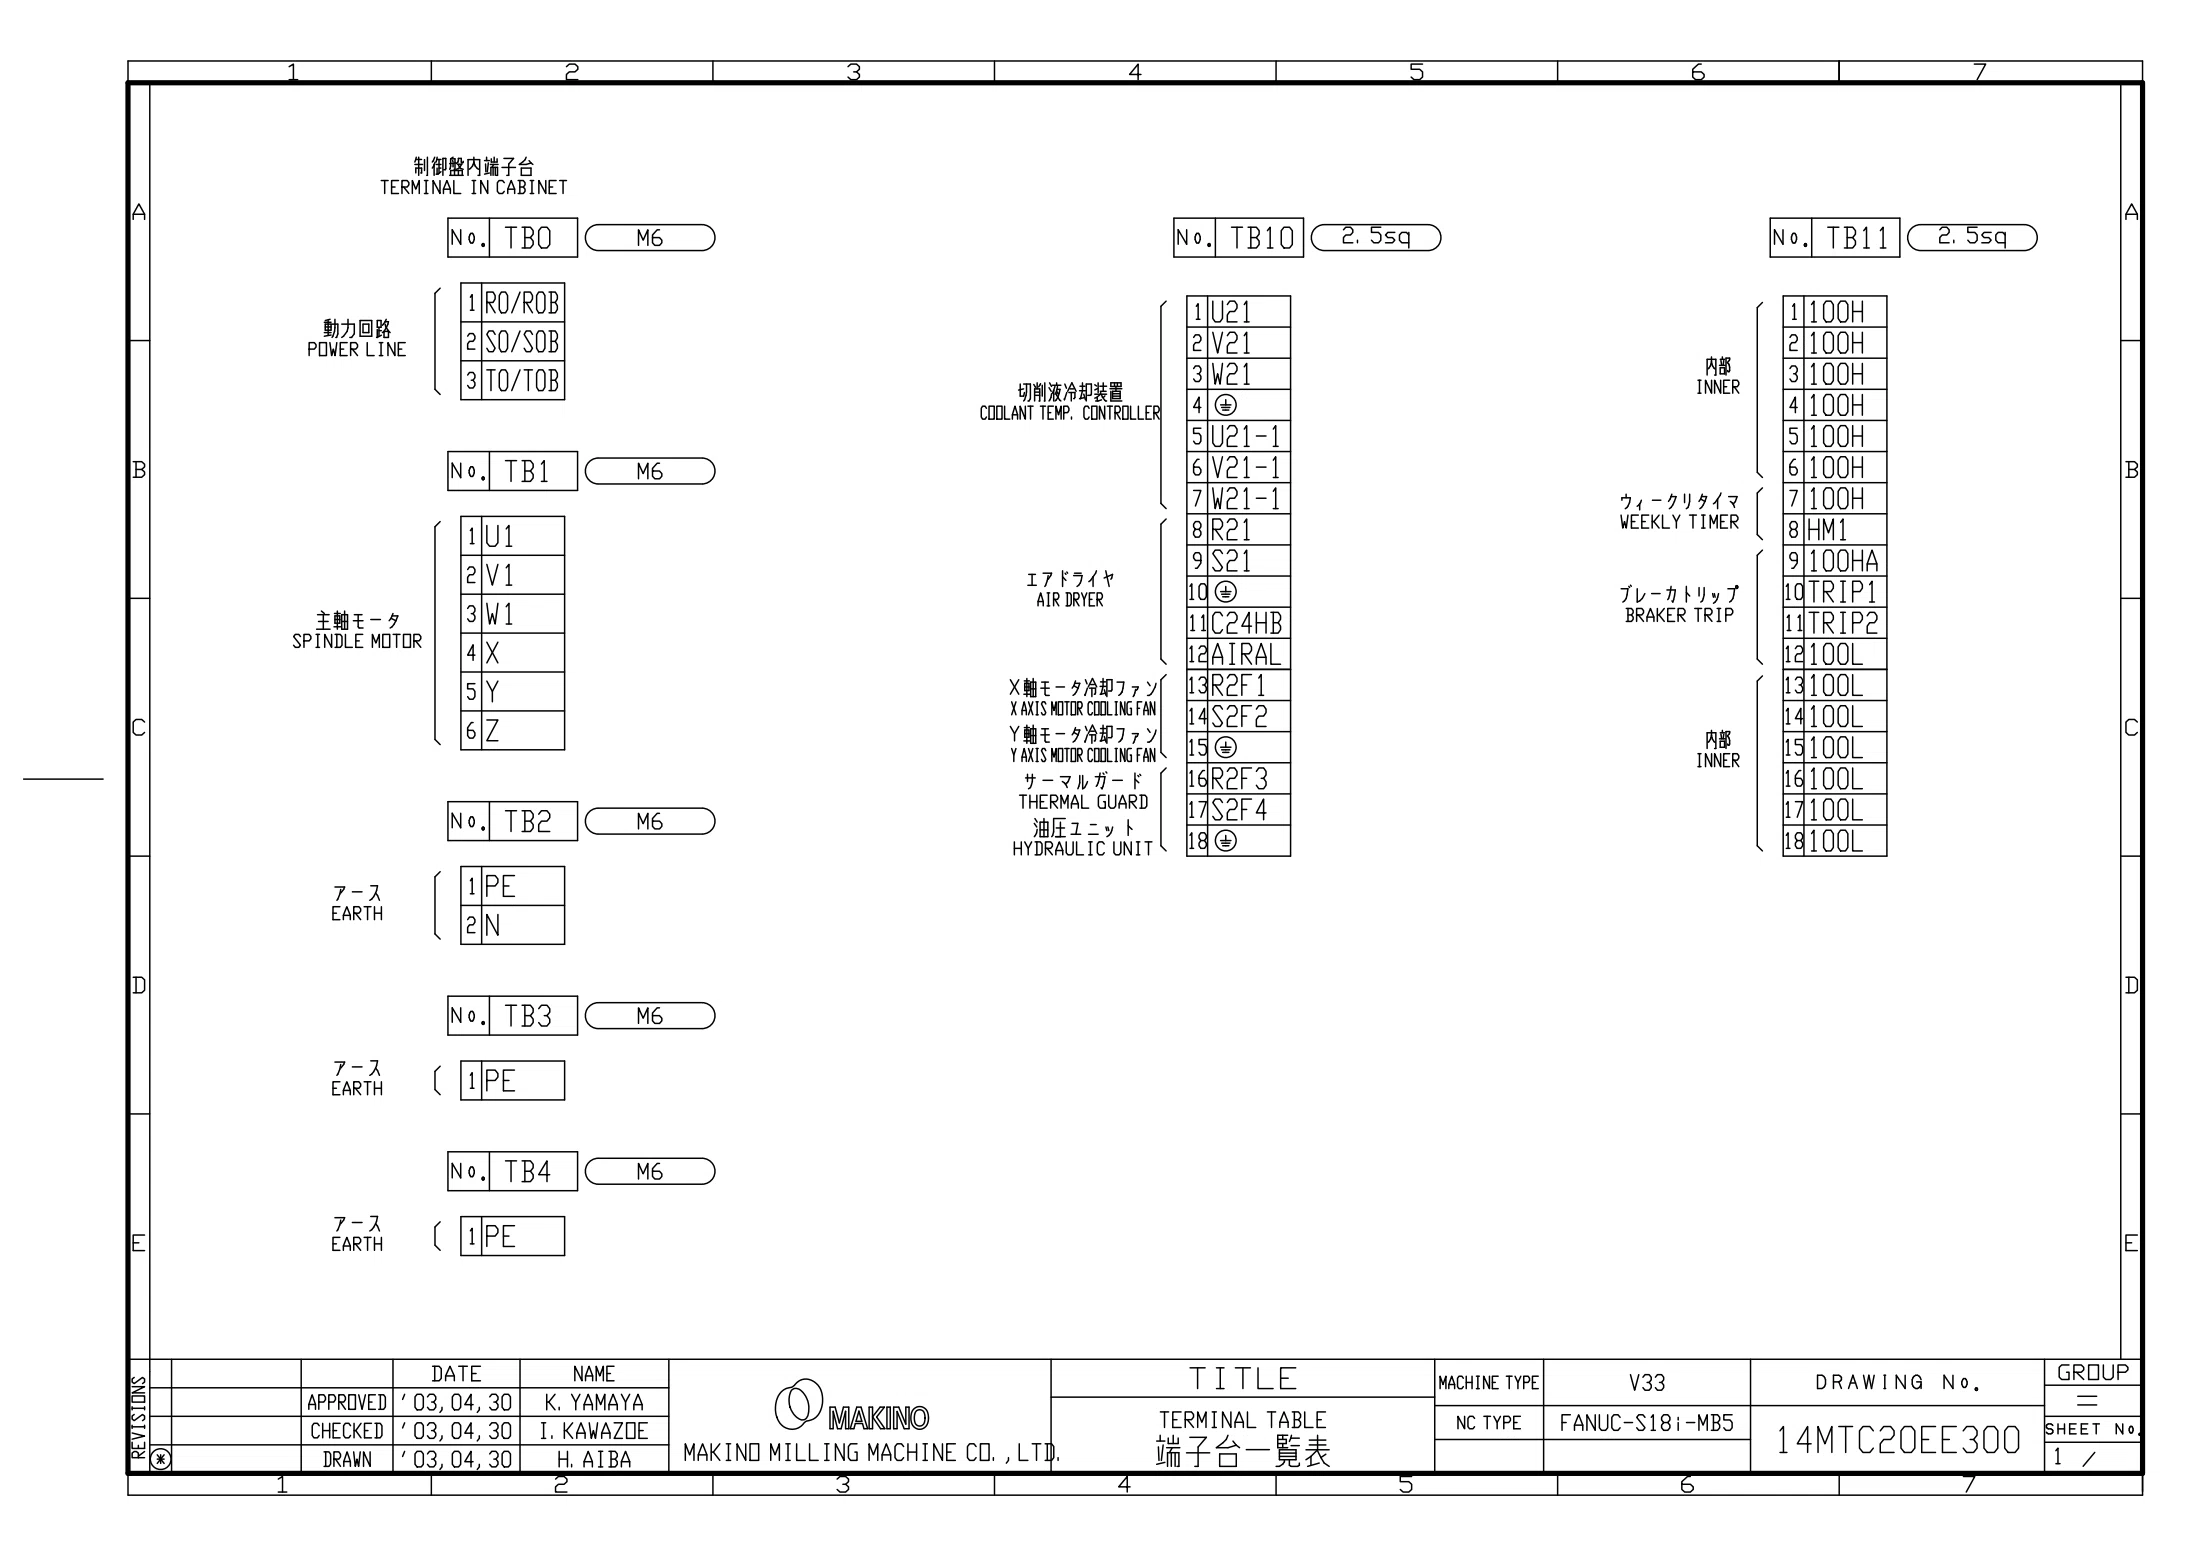 1 2 3 4 5 6 7
A A
B B
C C
D D
E E
制御盤内端子台
TERMINAL IN CABINET
No. TB0 M6
動力回路
POWER LINE
1 R0/R0B
2 S0/S0B
3 T0/T0B
No. TB1 M6
主軸モータ
SPINDLE MOTOR
1 U1
2 V1
3 W1
4 X
5 Y
6 Z
No. TB2 M6
アース
EARTH
1 PE
2 N
No. TB3 M6
アース
EARTH
1 PE
No. TB4 M6
アース
EARTH
1 PE
No. TB10 2.5sq
切削液冷却装置
COOLANT TEMP. CONTROLLER
1 U21
2 V21
3 W21
4 ⏚
5 U21-1
6 V21-1
7 W21-1
エアドライヤ
AIR DRYER
8 R21
9 S21
10 ⏚
11 C24HB
12 AIRAL
X軸モータ冷却ファン
X AXIS MOTOR COOLING FAN
Y軸モータ冷却ファン
Y AXIS MOTOR COOLING FAN
13 R2F1
14 S2F2
15 ⏚
サーマルガード
THERMAL GUARD
油圧ユニット
HYDRAULIC UNIT
16 R2F3
17 S2F4
18 ⏚
No. TB11 2.5sq
内部
INNER
1 100H
2 100H
3 100H
4 100H
5 100H
6 100H
ウィークリタイマ
WEEKLY TIMER
7 100H
8 HM1
ブレーカトリップ
BRAKER TRIP
9 100HA
10 TRIP1
11 TRIP2
12 100L
内部
INNER
13 100L
14 100L
15 100L
16 100L
17 100L
18 100L
REVISIONS
DATE NAME
APPROVED '03,04,30 K. YAMAYA
CHECKED '03,04,30 I. KAWAZOE
DRAWN '03,04,30 H. AIBA
MAKINO
MAKINO MILLING MACHINE CO.,LTD.
TITLE
TERMINAL TABLE
端子台一覧表
MACHINE TYPE V33
NC TYPE FANUC-S18i-MB5
DRAWING No.
14MTC20EE300
GROUP
=
SHEET No.
1 /
1 2 3 4 5 6 7